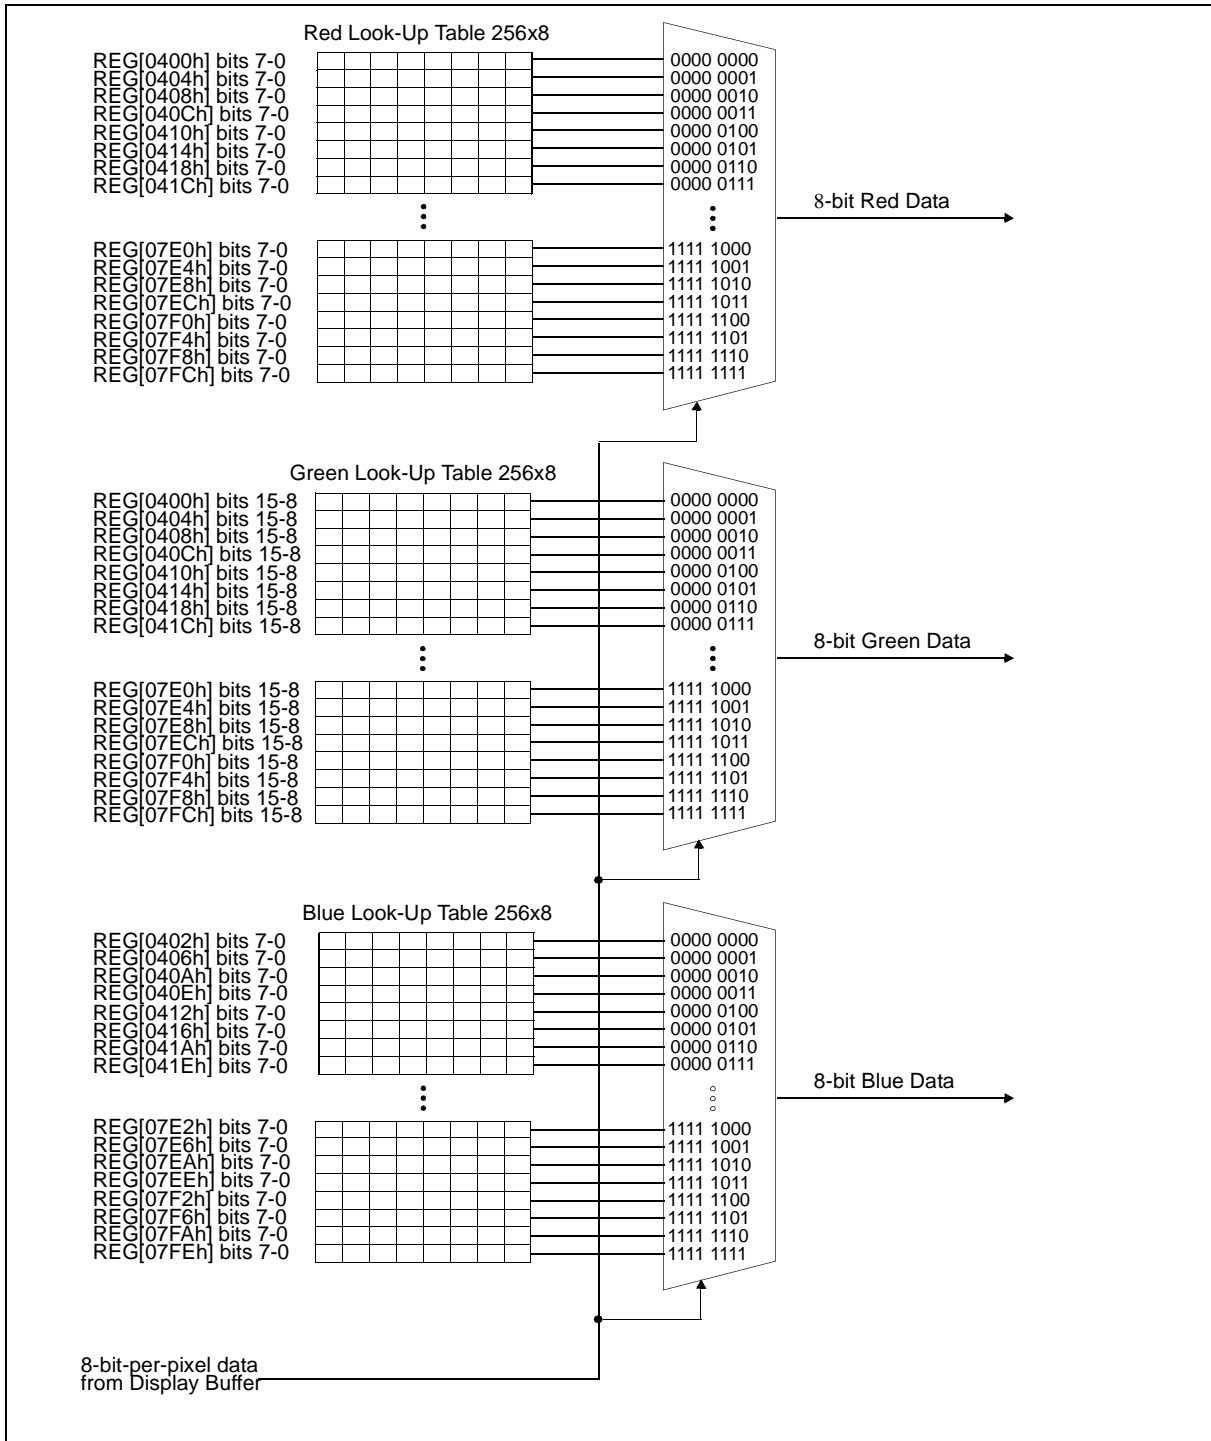 Red Look-Up Table 256x8
REG[0400h] bits 7-0 0000 0000
REG[0404h] bits 7-0 0000 0001
REG[0408h] bits 7-0 0000 0010
REG[040Ch] bits 7-0 0000 0011
REG[0410h] bits 7-0 0000 0100
REG[0414h] bits 7-0 0000 0101
REG[0418h] bits 7-0 0000 0110
REG[041Ch] bits 7-0 0000 0111
8-bit Red Data
REG[07E0h] bits 7-0 1111 1000
REG[07E4h] bits 7-0 1111 1001
REG[07E8h] bits 7-0 1111 1010
REG[07ECh] bits 7-0 1111 1011
REG[07F0h] bits 7-0 1111 1100
REG[07F4h] bits 7-0 1111 1101
REG[07F8h] bits 7-0 1111 1110
REG[07FCh] bits 7-0 1111 1111
Green Look-Up Table 256x8
REG[0400h] bits 15-8 0000 0000
REG[0404h] bits 15-8 0000 0001
REG[0408h] bits 15-8 0000 0010
REG[040Ch] bits 15-8 0000 0011
REG[0410h] bits 15-8 0000 0100
REG[0414h] bits 15-8 0000 0101
REG[0418h] bits 15-8 0000 0110
REG[041Ch] bits 15-8 0000 0111
8-bit Green Data
REG[07E0h] bits 15-8 1111 1000
REG[07E4h] bits 15-8 1111 1001
REG[07E8h] bits 15-8 1111 1010
REG[07ECh] bits 15-8 1111 1011
REG[07F0h] bits 15-8 1111 1100
REG[07F4h] bits 15-8 1111 1101
REG[07F8h] bits 15-8 1111 1110
REG[07FCh] bits 15-8 1111 1111
Blue Look-Up Table 256x8
REG[0402h] bits 7-0 0000 0000
REG[0406h] bits 7-0 0000 0001
REG[040Ah] bits 7-0 0000 0010
REG[040Eh] bits 7-0 0000 0011
REG[0412h] bits 7-0 0000 0100
REG[0416h] bits 7-0 0000 0101
REG[041Ah] bits 7-0 0000 0110
REG[041Eh] bits 7-0 0000 0111
8-bit Blue Data
REG[07E2h] bits 7-0 1111 1000
REG[07E6h] bits 7-0 1111 1001
REG[07EAh] bits 7-0 1111 1010
REG[07EEh] bits 7-0 1111 1011
REG[07F2h] bits 7-0 1111 1100
REG[07F6h] bits 7-0 1111 1101
REG[07FAh] bits 7-0 1111 1110
REG[07FEh] bits 7-0 1111 1111
8-bit-per-pixel data
from Display Buffer